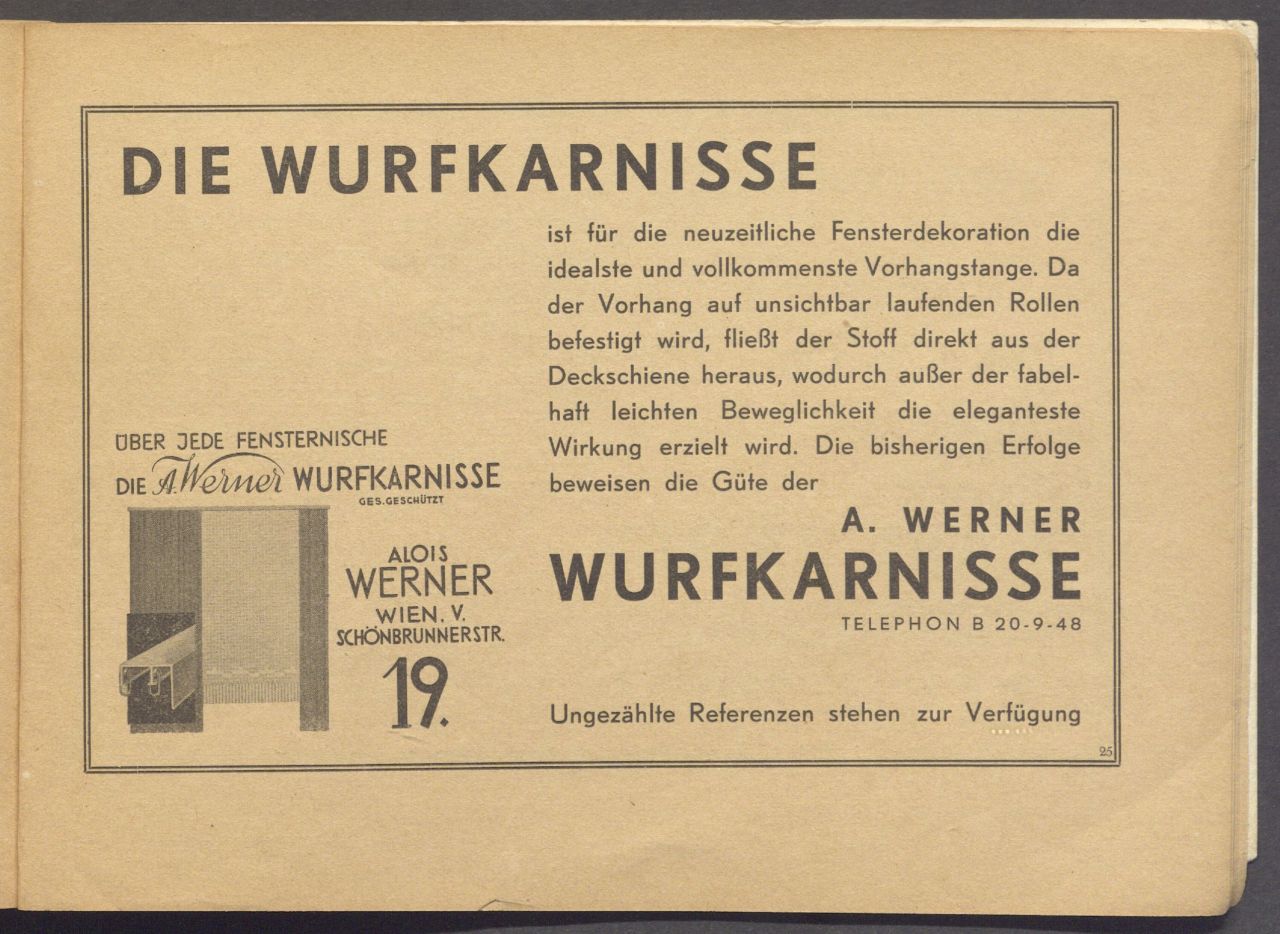 DIE WURFKARNISSE
ist für die neuzeitliche Fensterdekoration die
idealste und vollkommenste Vorhangstange. Da
der Vorhang auf unsichtbar laufenden Rollen
befestigt wird, fließt der Stoff direkt aus der
Deckschiene heraus, wodurch außer der fabel-
haft leichten Beweglichkeit die eleganteste
Wirkung erzielt wird. Die bisherigen Erfolge
beweisen die Güte der
A. WERNER
WURFKARNISSE
TELEPHON B 20-9-48
Ungezählte Referenzen stehen zur Verfügung
ÜBER JEDE FENSTERNISCHE
DIE A. Werner WURFKARNISSE
GES. GESCHÜTZT
ALOIS
WERNER
WIEN. V.
SCHÖNBRUNNERSTR.
19.
25